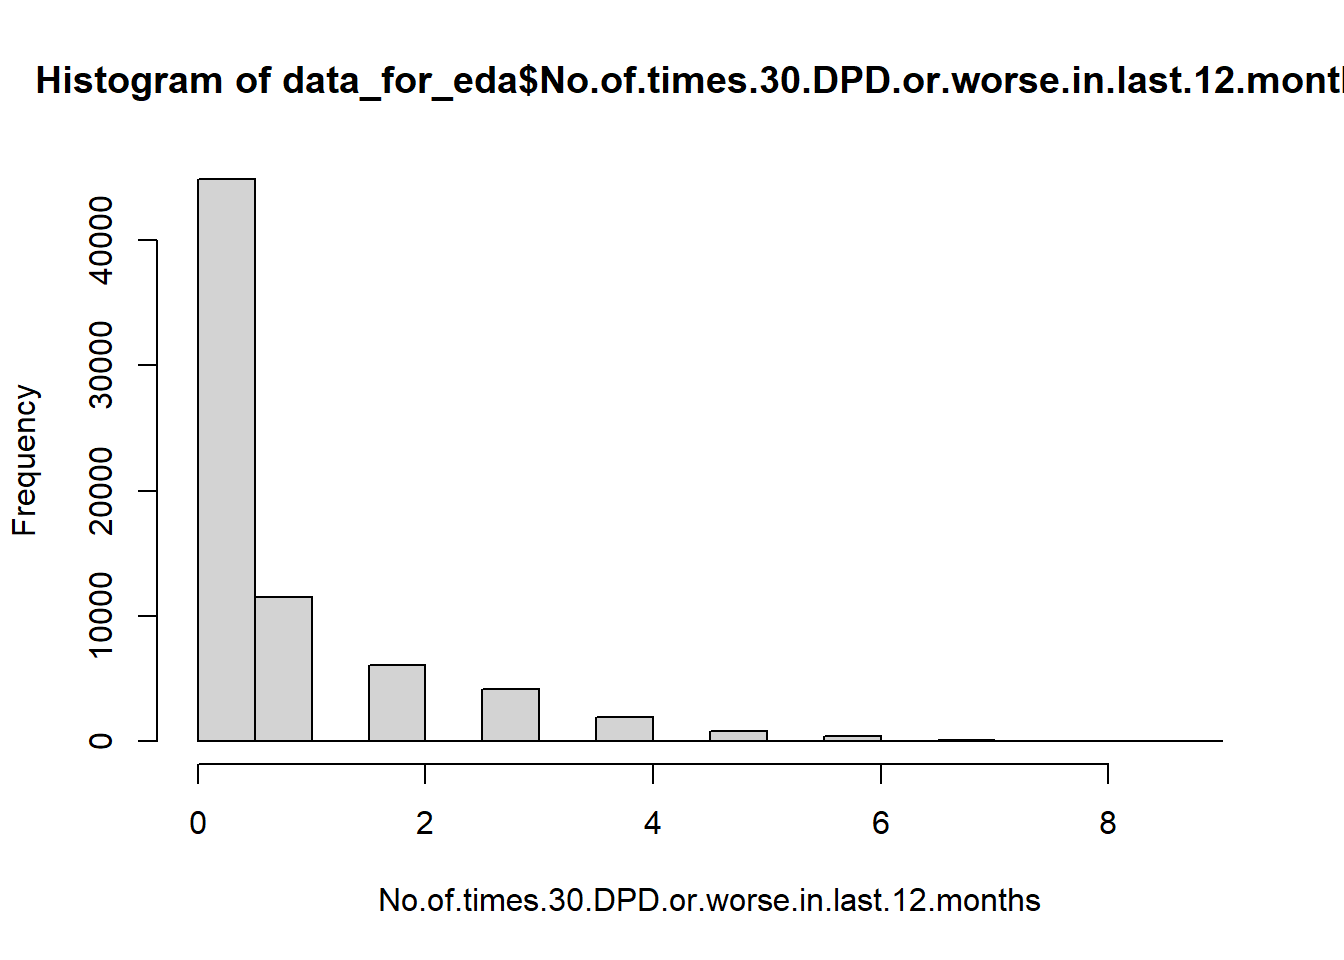 Histogram of data_for_eda$No.of.times.30.DPD.or.worse.in.last.12.month
Frequency
40000
30000
20000
10000
0
0 2 4 6 8
No.of.times.30.DPD.or.worse.in.last.12.months